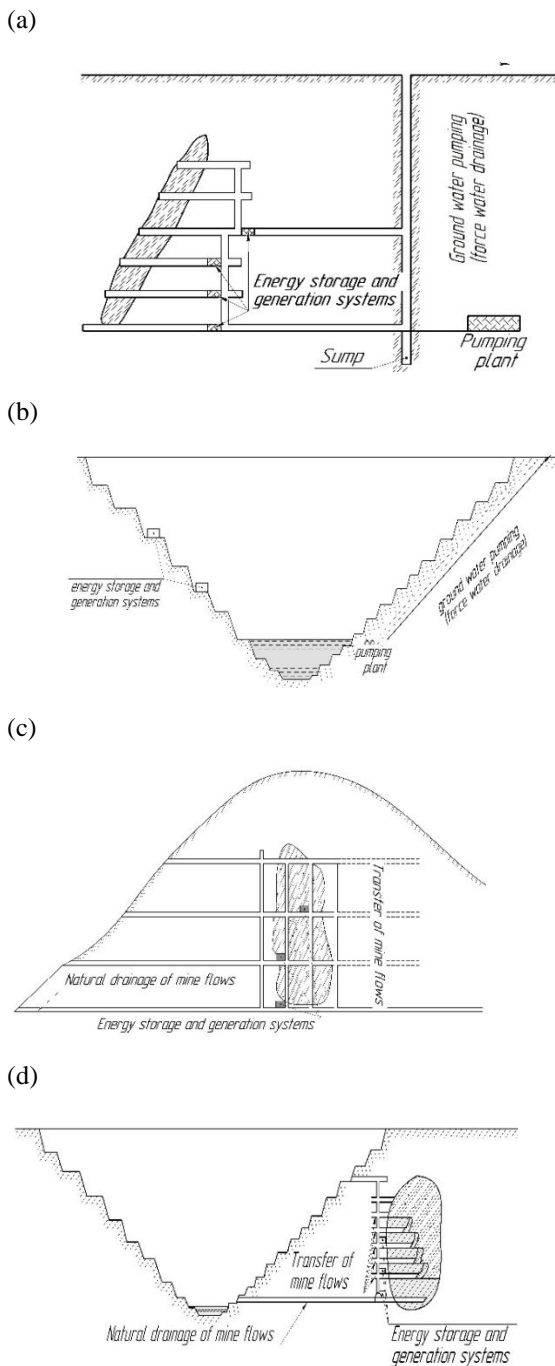 (a)
Ground water pumping
(force water drainage)
Energy storage and
generation systems
Sump
Pumping
plant
(b)
energy storage and
generation systems
ground water pumping
(force water drainage)
pumping
plant
(c)
Transfer of mine flows
Natural drainage of mine flows
Energy storage and generation systems
(d)
Transfer of
mine flows
Natural drainage of mine flows
Energy storage and
generation systems